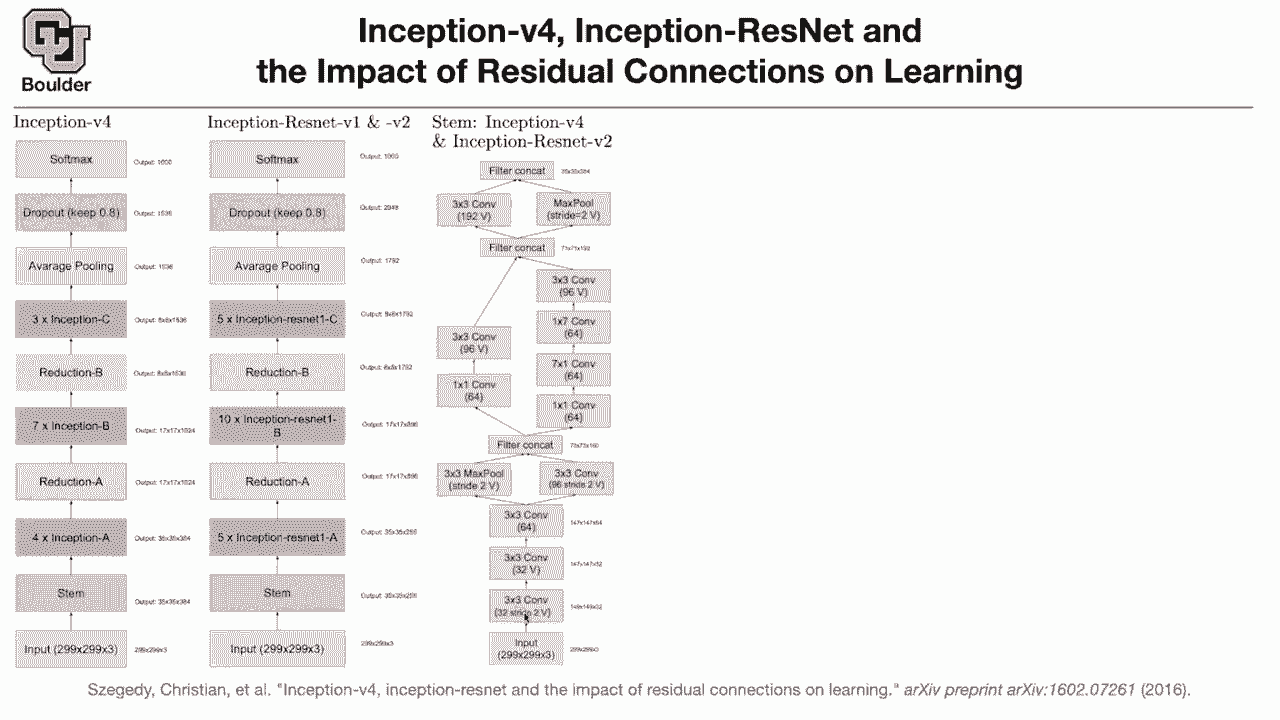 Boulder
Inception-v4, Inception-ResNet and
the Impact of Residual Connections on Learning
Inception-v4
Softmax
Output: 1000
Dropout (keep 0.8)
Output: 1536
Avarage Pooling
Output: 1536
3 x Inception-C
Output: 8x8x1536
Reduction-B
Output: 8x8x1536
7 x Inception-B
Output: 17x17x1024
Reduction-A
Output: 17x17x1024
4 x Inception-A
Output: 35x35x384
Stem
Output: 35x35x384
Input (299x299x3)
299x299x3
Inception-Resnet-v1 & -v2
Softmax
Output: 1000
Dropout (keep 0.8)
Avarage Pooling
Output: 1792
5 x Inception-resnet1-C
Output: 8x8x1792
Reduction-B
Output: 8x8x1792
10 x Inception-resnet1-
B
Output: 17x17x896
Reduction-A
Output: 17x17x896
5 x Inception-resnet1-A
Output: 35x35x256
Stem
Output: 35x35x256
Input (299x299x3)
299x299x3
Stem: Inception-v4
& Inception-Resnet-v2
Filter concat
35x35x384
3x3 Conv
(192 V)
MaxPool
(stride=2 V)
Filter concat
71x71x192
3x3 Conv
(96 V)
1x7 Conv
(64)
3x3 Conv
(96 V)
7x1 Conv
(64)
1x1 Conv
(64)
1x1 Conv
(64)
Filter concat
73x73x160
3x3 MaxPool
(stride 2 V)
3x3 Conv
(96 stride 2 V)
3x3 Conv
(64)
147x147x64
3x3 Conv
(32 V)
147x147x32
3x3 Conv
(32 stride 2 V)
149x149x32
Input
(299x299x3)
299x299x3
Szegedy, Christian, et al. "Inception-v4, inception-resnet and the impact of residual connections on learning." arXiv preprint arXiv:1602.07261 (2016).